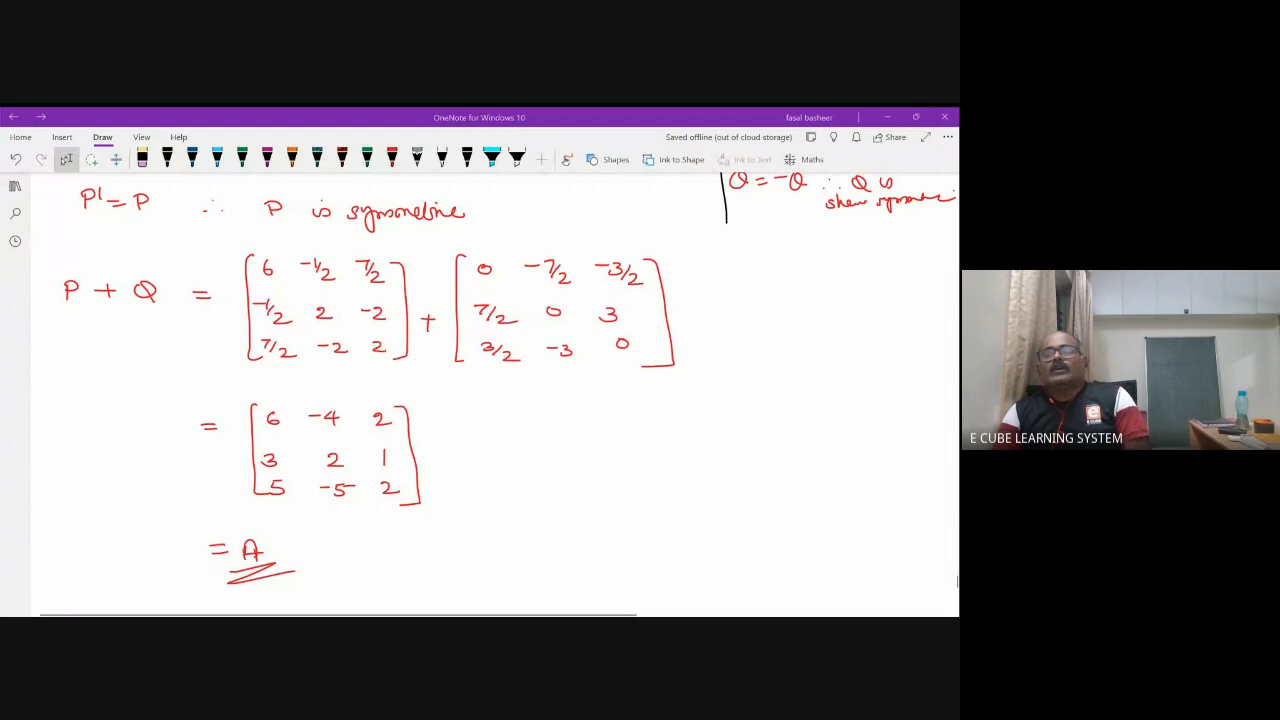 OneNote for Windows 10
fasal basheer
Home Insert Draw View Help
Saved offline (out of cloud storage)
Share
Shapes
Ink to Shape
Ink to Text
Maths
P' = P ∴ P is symmetric
Q = -Q ∴ Q is
skew symmetric
P + Q = [6 -1/2 7/2] + [0 -7/2 -3/2]
[-1/2 2 -2] [7/2 0 3]
[7/2 -2 2] [3/2 -3 0]
= [6 -4 2]
[3 2 1]
[5 -5 2]
= A
e
E CUBE
E CUBE LEARNING SYSTEM